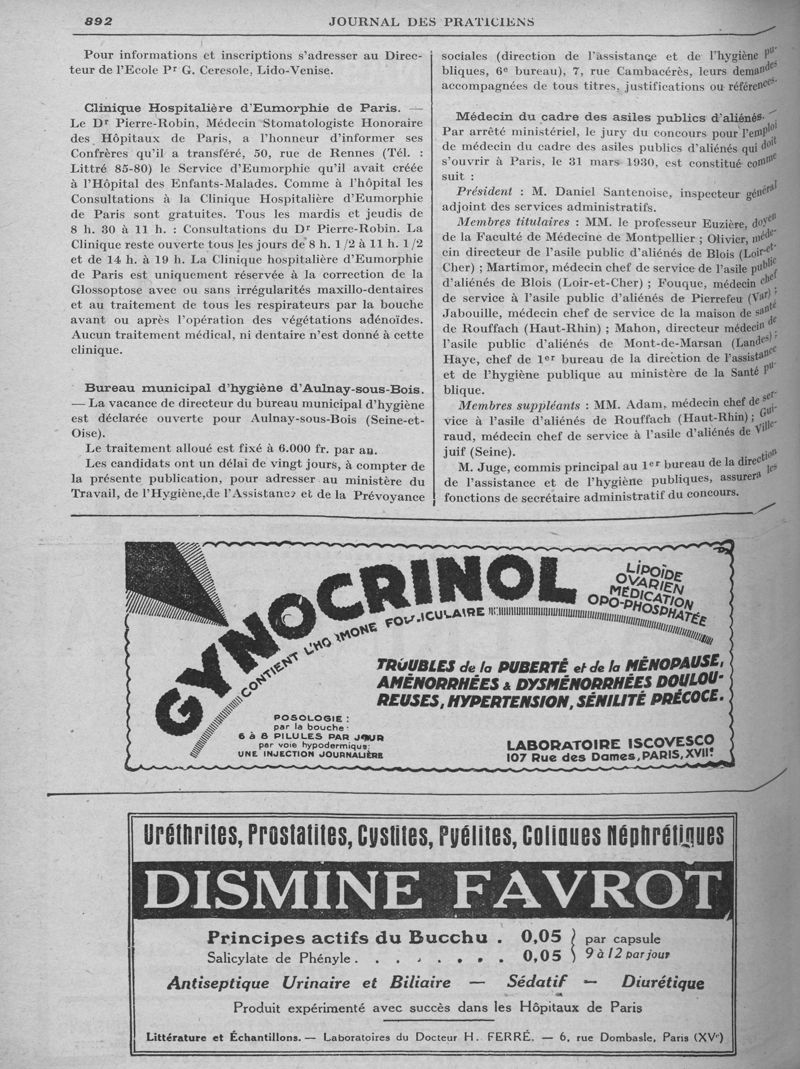 892
JOURNAL DES PRATICIENS
Pour informations et inscriptions s'adresser au Direc-
teur de l'Ecole Pr G. Ceresole, Lido-Venise.
Clinique Hospitalière d'Eumorphie de Paris. —
Le Dr Pierre-Robin, Médecin Stomatologiste Honoraire
des Hôpitaux de Paris, a l'honneur d'informer ses
Confrères qu'il a transféré, 50, rue de Rennes (Tél. :
Littré 85-80) le Service d'Eumorphie qu'il avait créée
à l'Hôpital des Enfants-Malades. Comme à l'hôpital les
Consultations à la Clinique Hospitalière d'Eumorphie
de Paris sont gratuites. Tous les mardis et jeudis de
8 h. 30 à 11 h. : Consultations du Dr Pierre-Robin. La
Clinique reste ouverte tous les jours de 8 h. 1/2 à 11 h. 1/2
et de 14 h. à 19 h. La Clinique hospitalière d'Eumorphie
de Paris est uniquement réservée à la correction de la
Glossoptose avec ou sans irrégularités maxillo-dentaires
et au traitement de tous les respirateurs par la bouche
avant ou après l'opération des végétations adénoïdes.
Aucun traitement médical, ni dentaire n'est donné à cette
clinique.
Bureau municipal d'hygiène d'Aulnay-sous-Bois.
— La vacance de directeur du bureau municipal d'hygiène
est déclarée ouverte pour Aulnay-sous-Bois (Seine-et-
Oise).
Le traitement alloué est fixé à 6.000 fr. par an.
Les candidats ont un délai de vingt jours, à compter de
la présente publication, pour adresser au ministère du
Travail, de l'Hygiène,de l'Assistance et de la Prévoyance
sociales (direction de l'assistance et de l'hygiène pu-
bliques, 6e bureau), 7, rue Cambacérès, leurs demandes
accompagnées de tous titres, justifications ou références.
Médecin du cadre des asiles publics d'aliénés. —
Par arrêté ministériel, le jury du concours pour l'emploi
de médecin du cadre des asiles publics d'aliénés qui doit
s'ouvrir à Paris, le 31 mars 1930, est constitué comme
suit :
Président : M. Daniel Santenoise, inspecteur général
adjoint des services administratifs.
Membres titulaires : MM. le professeur Euzière, doyen
de la Faculté de Médecine de Montpellier ; Olivier, méde-
cin directeur de l'asile public d'aliénés de Blois (Loir-et-
Cher) ; Martimor, médecin chef de service de l'asile public
d'aliénés de Blois (Loir-et-Cher) ; Fouque, médecin chef
de service à l'asile public d'aliénés de Pierrefeu (Var) ;
Jabouille, médecin chef de service de la maison de santé
de Rouffach (Haut-Rhin) ; Mahon, directeur médecin de
l'asile public d'aliénés de Mont-de-Marsan (Landes) ;
Haye, chef de 1er bureau de la direction de l'assistance
et de l'hygiène publique au ministère de la Santé pu-
blique.
Membres suppléants : MM. Adam, médecin chef de ser-
vice à l'asile d'aliénés de Rouffach (Haut-Rhin) ; Gui-
raud, médecin chef de service à l'asile d'aliénés de Ville-
juif (Seine).
M. Juge, commis principal au 1er bureau de la direction
de l'assistance et de l'hygiène publiques, assurera les
fonctions de secrétaire administratif du concours.
GYNOCRINOL
CONTIENT L'HORMONE FOLLICULAIRE
LIPOÏDE
OVARIEN
MÉDICATION
OPO-PHOSPHATÉE
TROUBLES de la PUBERTÉ et de la MÉNOPAUSE,
AMÉNORRHÉES & DYSMÉNORRHÉES DOULOU-
REUSES, HYPERTENSION, SÉNILITÉ PRÉCOCE.
POSOLOGIE :
par la bouche :
6 à 8 PILULES PAR JOUR
par voie hypodermique:
UNE INJECTION JOURNALIÈRE
LABORATOIRE ISCOVESCO
107 Rue des Dames, PARIS, XVIIe
Uréthrites, Prostatites, Cystites, Pyélites, Coliques Néphrétiques
DISMINE FAVROT
Principes actifs du Bucchu . 0,05 } par capsule
Salicylate de Phényle . . . . . . . 0,05 } 9 à 12 par jour
Antiseptique Urinaire et Biliaire — Sédatif — Diurétique
Produit expérimenté avec succès dans les Hôpitaux de Paris
Littérature et Échantillons. — Laboratoires du Docteur H. FERRÉ. — 6, rue Dombasle, Paris (XVe)